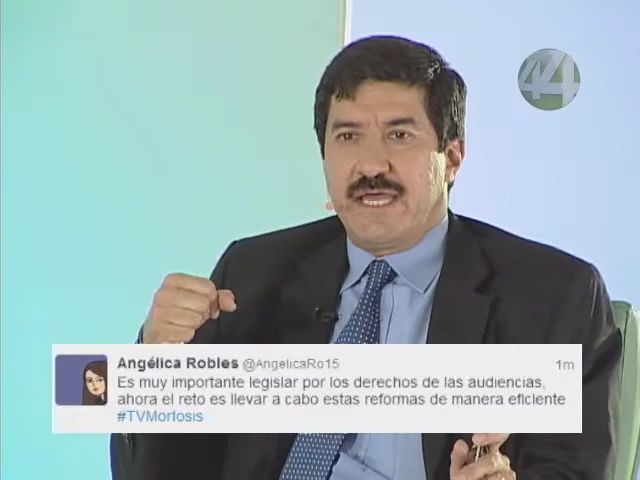 44
Angélica Robles @AngelicaRo15 1m
Es muy importante legislar por los derechos de las audiencias,
ahora el reto es llevar a cabo estas reformas de manera eficiente
#TVMorfosis